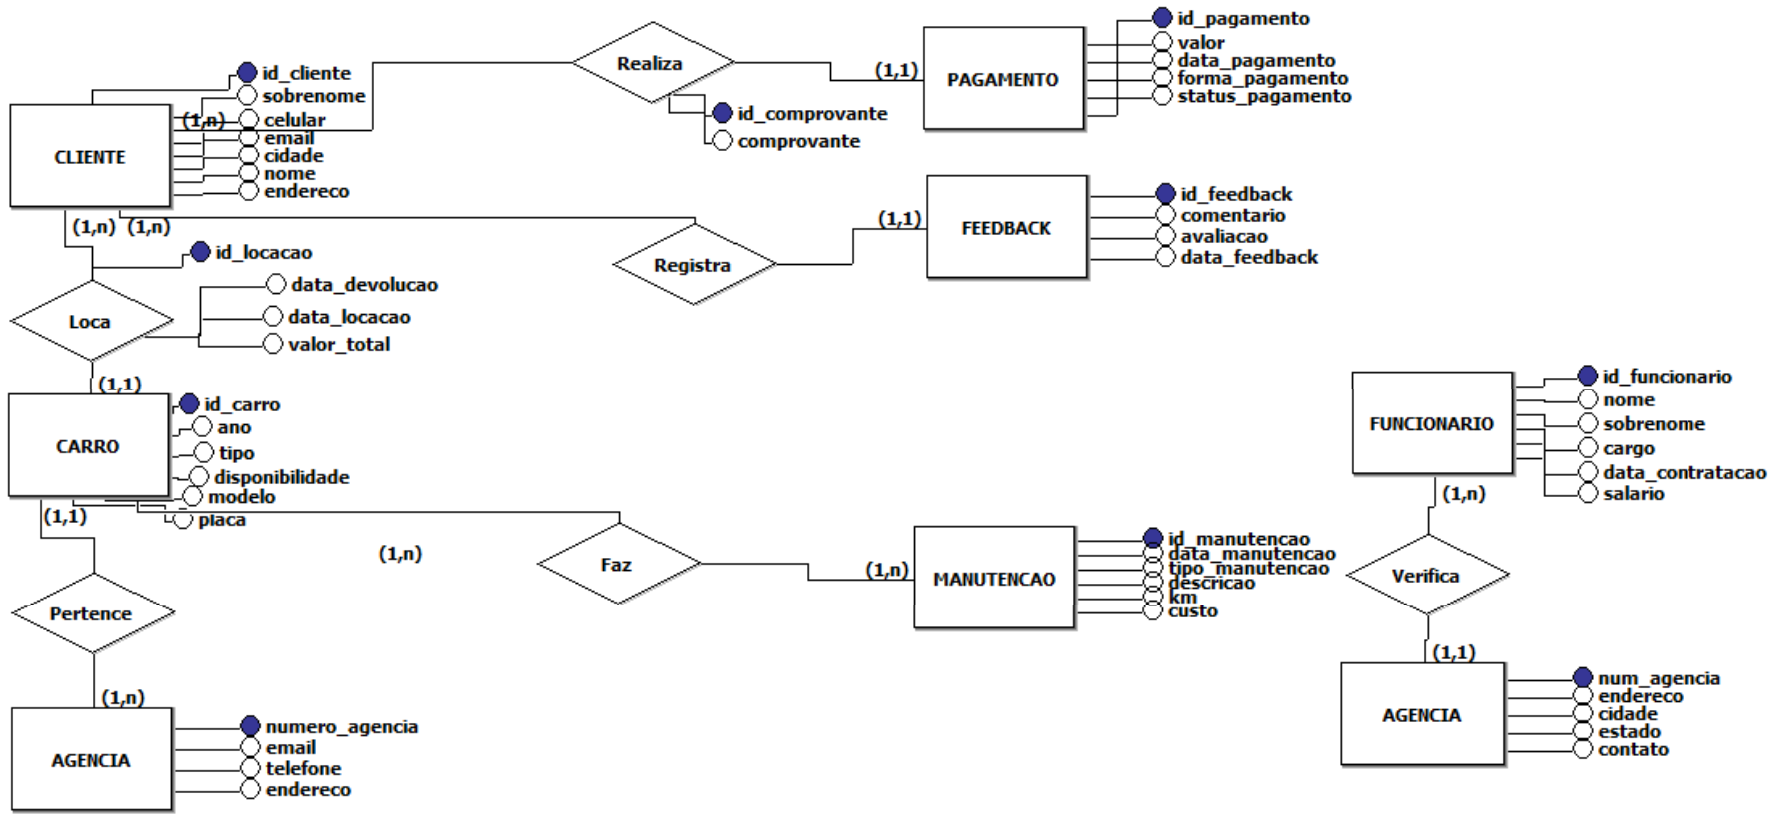 id_pagamento
valor
data_pagamento
forma_pagamento
status_pagamento
Realiza
(1,1)
PAGAMENTO
id_comprovante
comprovante
id_cliente
sobrenome
(1,n)
celular
email
cidade
nome
endereco
CLIENTE
(1,n)
(1,n)
(1,1)
FEEDBACK
id_feedback
comentario
avaliacao
data_feedback
Registra
id_locacao
data_devolucao
data_locacao
valor_total
Loca
(1,1)
id_carro
ano
tipo
disponibilidade
modelo
placa
CARRO
(1,1)
(1,n)
Faz
(1,n)
MANUTENCAO
id_manutencao
data_manutencao
tipo_manutencao
descricao
km
custo
Pertence
(1,n)
AGENCIA
numero_agencia
email
telefone
endereco
FUNCIONARIO
id_funcionario
nome
sobrenome
cargo
data_contratacao
salario
(1,n)
Verifica
(1,1)
AGENCIA
num_agencia
endereco
cidade
estado
contato